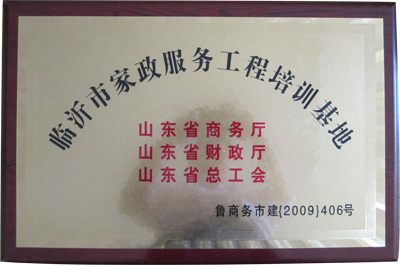 临沂市家政服务工程培训基地
山东省商务厅
山东省财政厅
山东省总工会
鲁商务市建{2009}406号